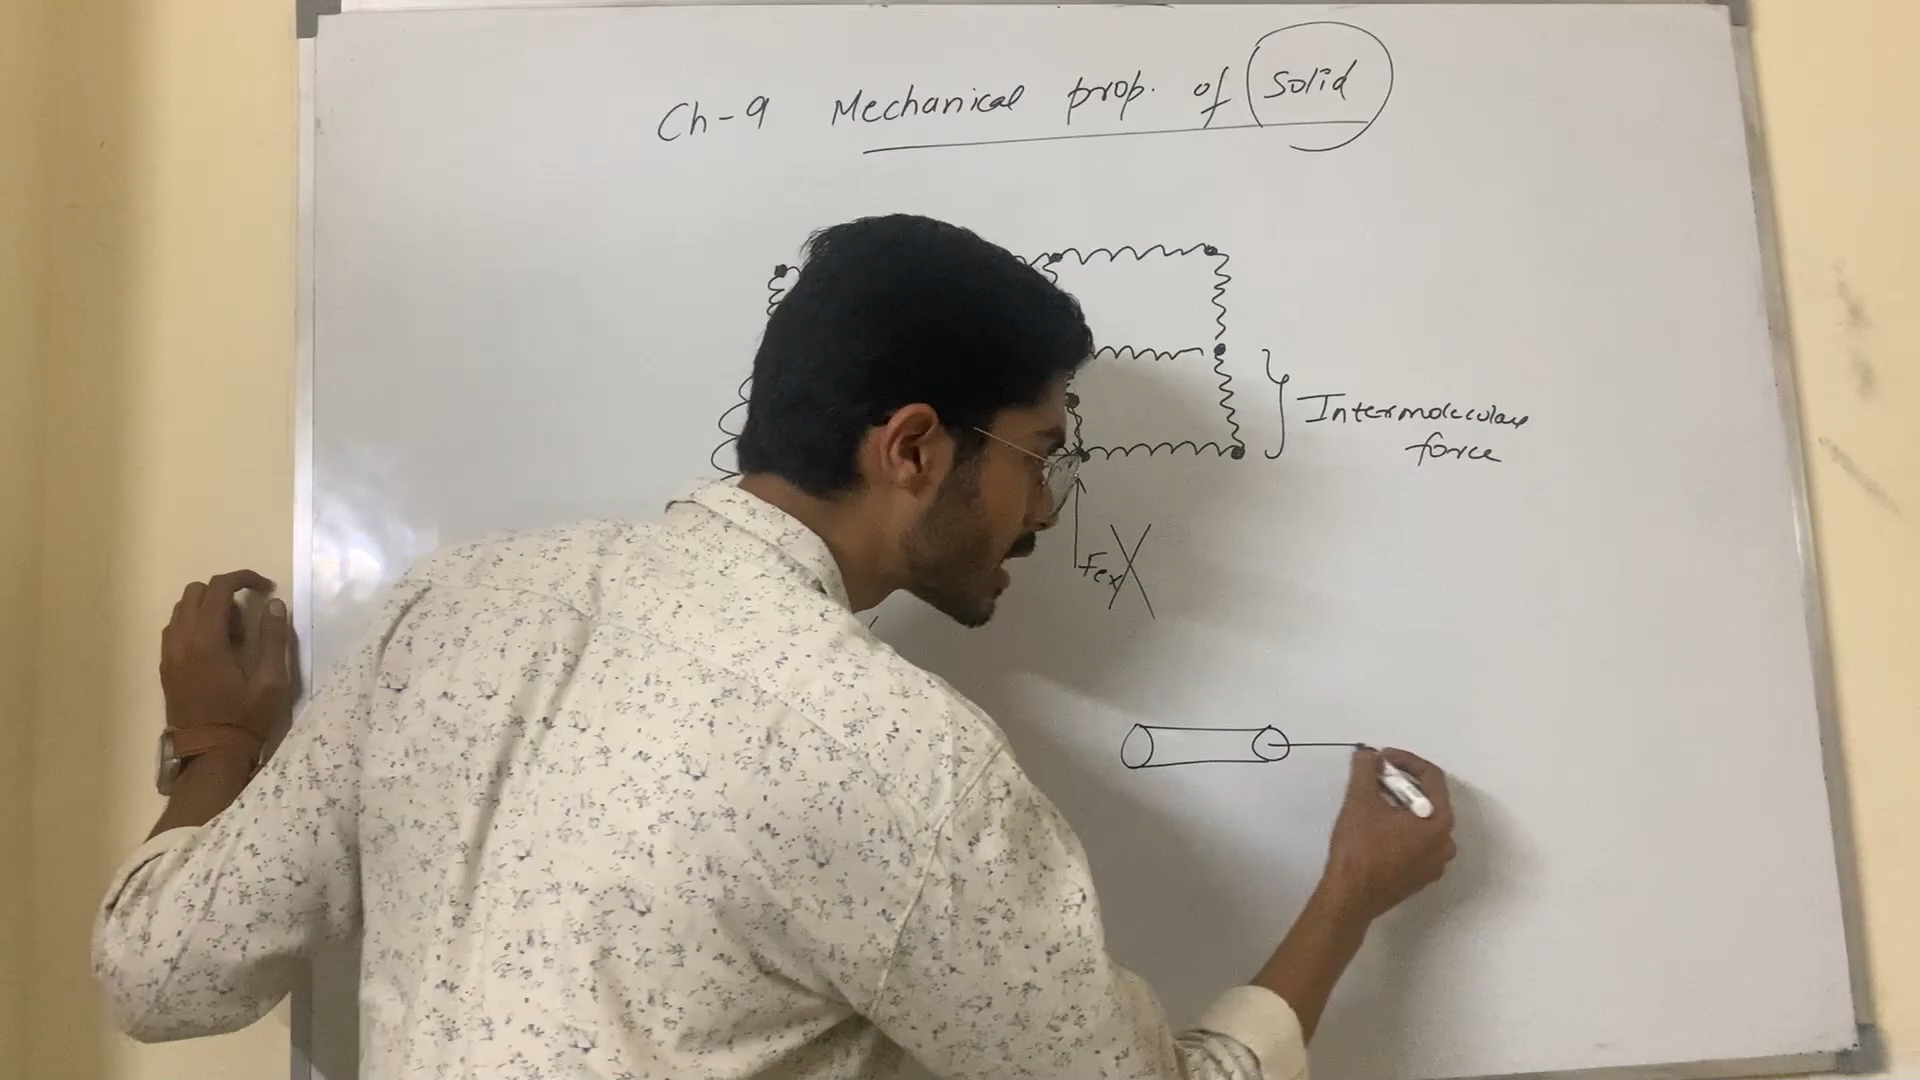 Ch-9 Mechanical prop. of Solid
Intermolecular
force
Fex